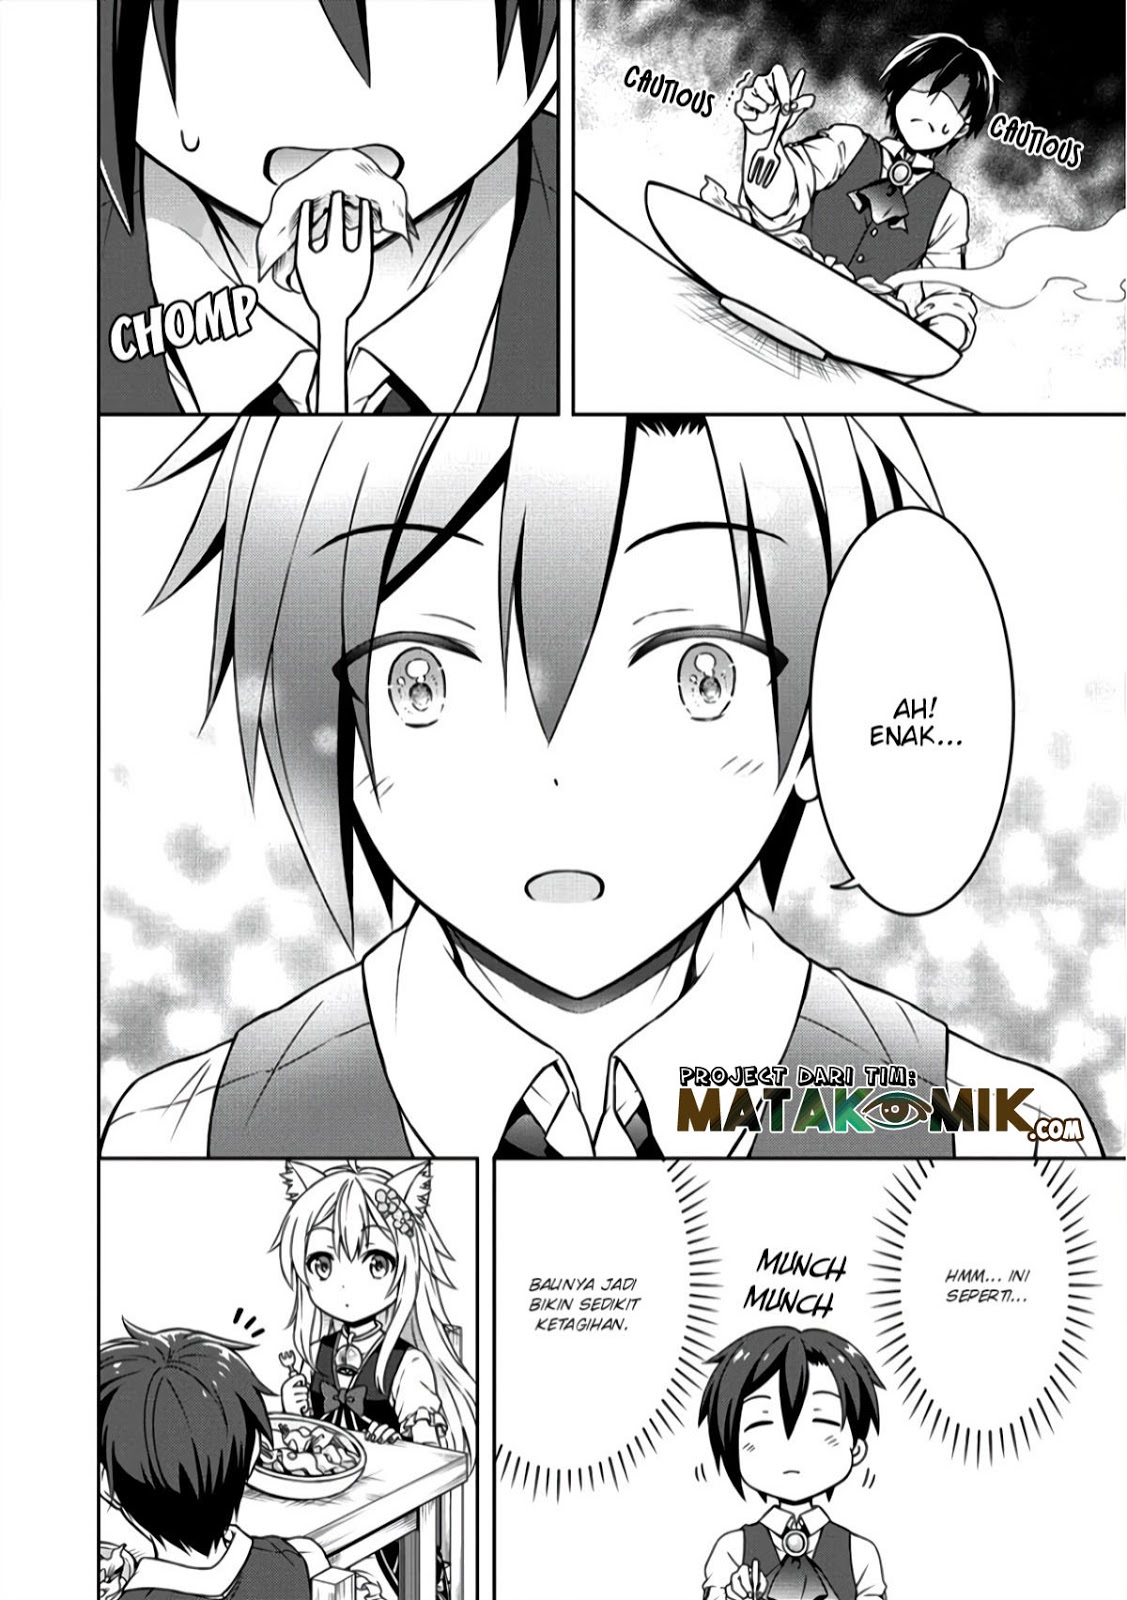 CAUTIOUS
CAUTIOUS
CHOMP
AH!
ENAK...
PROJECT DARI TIM:
MATAKOMIK
.COM
HMM... INI
SEPERTI...
MUNCH
MUNCH
BAUNYA JADI
BIKIN SEDIKIT
KETAGIHAN.